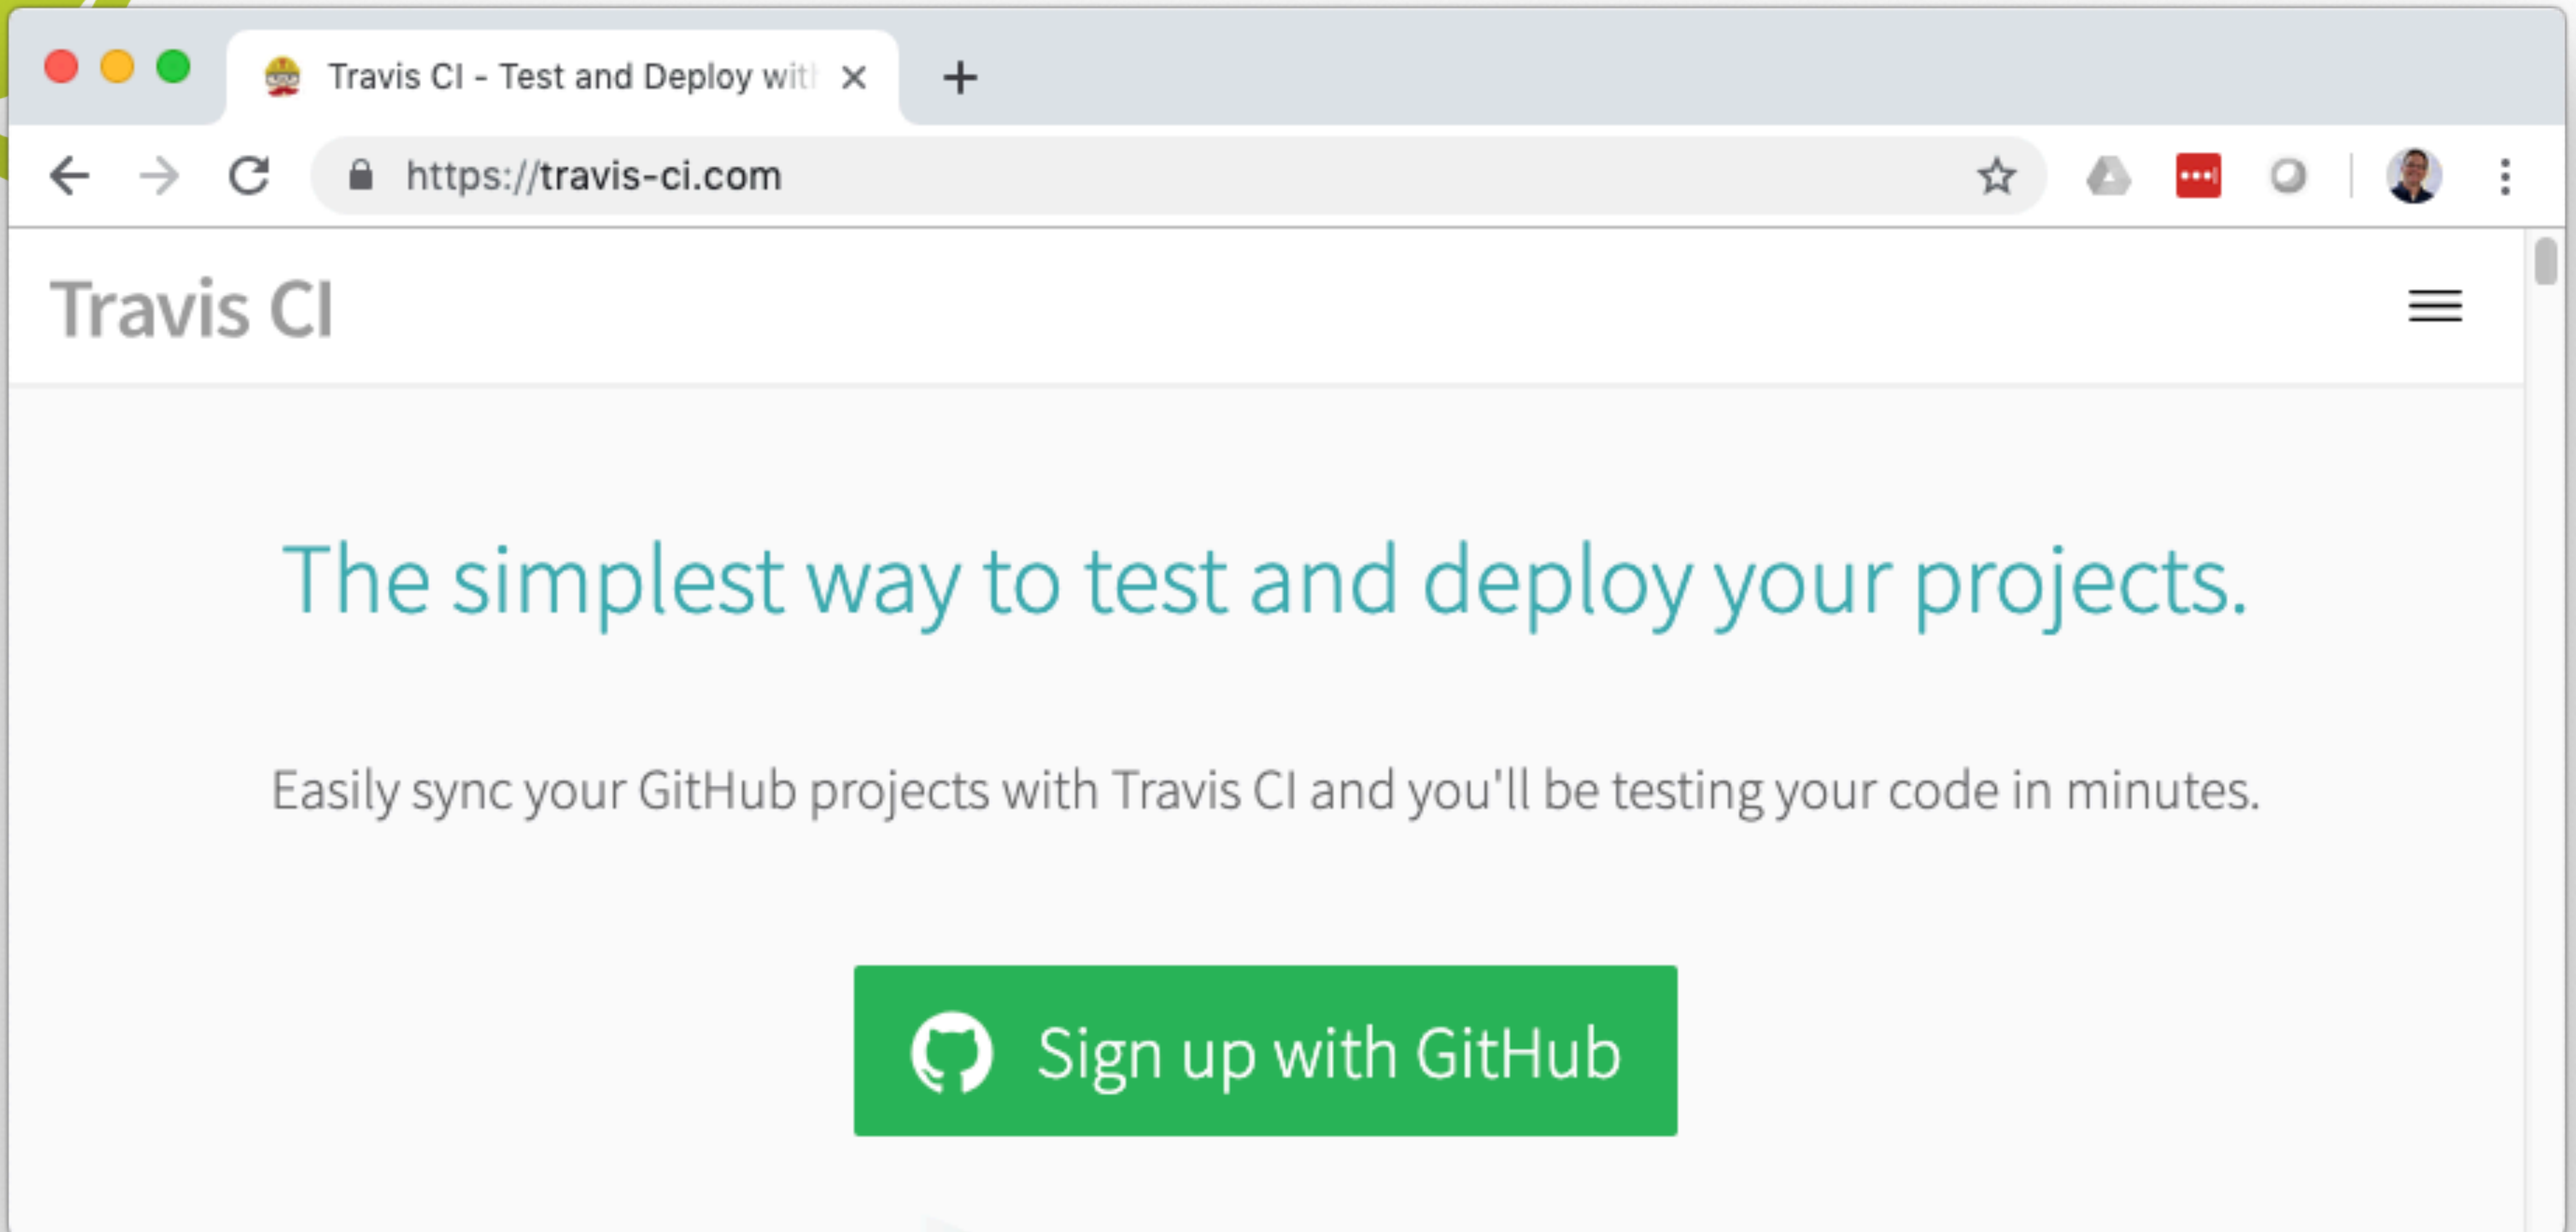 Travis CI - Test and Deploy with
https://travis-ci.com
Travis CI
The simplest way to test and deploy your projects.
Easily sync your GitHub projects with Travis CI and you'll be testing your code in minutes.
Sign up with GitHub